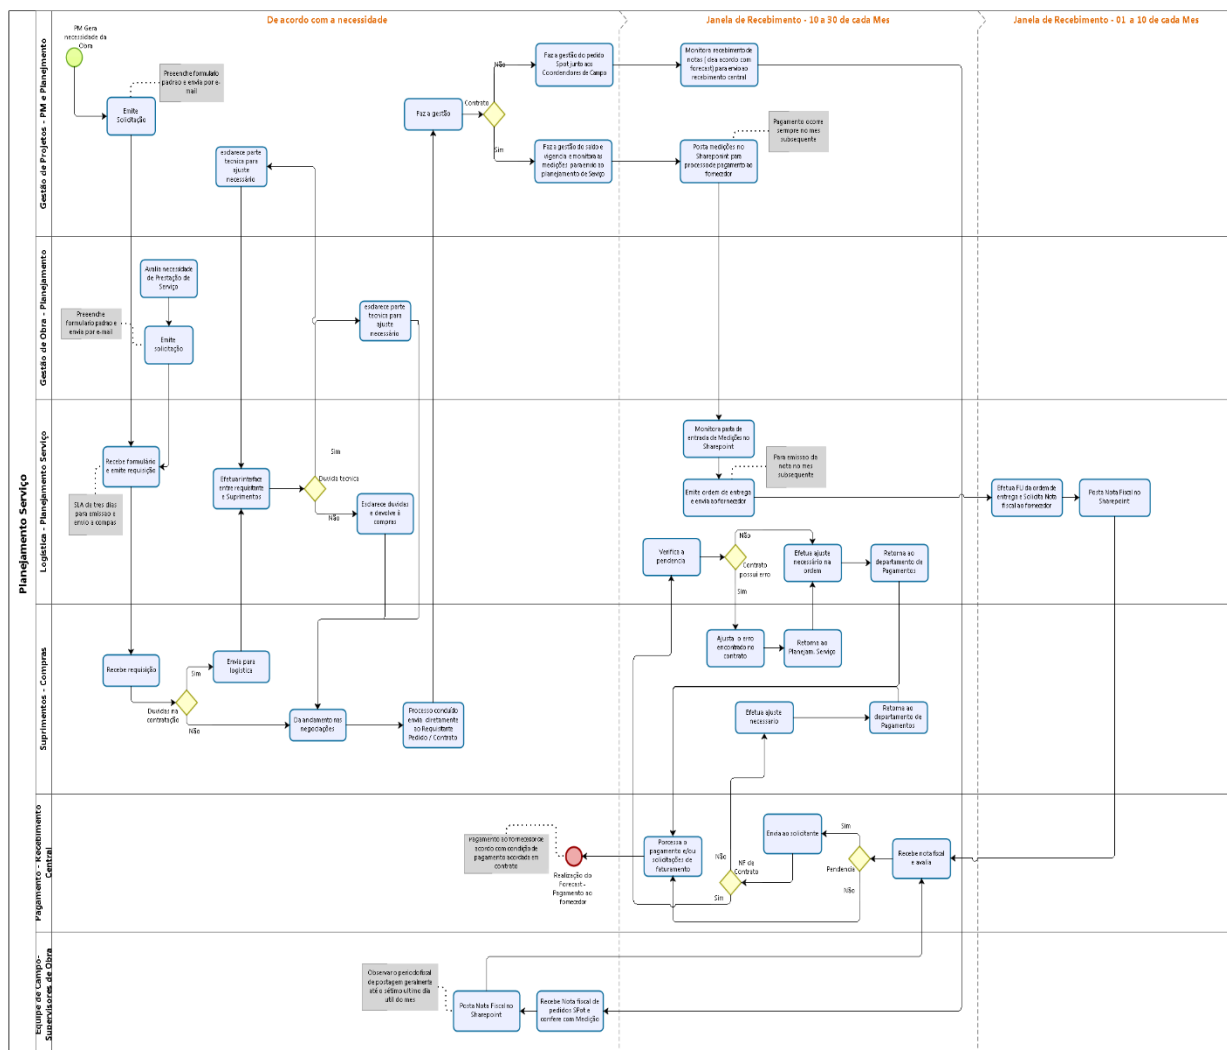 De acordo com a necessidade
Janela de Recebimento - 10 a 30 de cada Mes
Janela de Recebimento - 01 a 10 de cada Mes
Planejamento Serviço
Gestão de Projetos - PM e Planejmento
PM Gera
necessidade da
Obra
Preenche formulato
padrao e envia por e-
mail
Emite
Solicitação
esclarece parte
tecnica para
ajuste
necessário
Faz a gestão
Contrato
Não
Sim
Faz a gestão do pedido
Spot junto aos
Coordenadores de Campo
Monitora recebimento de
notas ( dea acordo com
forecast) para envio ao
recebimento central
Faz a gestão do saldo e
vigencia e monitora as
medições para envio ao
planejamento de Seviço
Posta medições no
Sharepoint para
processa de pagamento ao
fornecedor
Pagamento ocorre
sempre no mes
subsequente
Gestão de Obra - Planejamento
Avalia necessidade
de Prestação de
Serviço
Preenche
formulario padrao e
envia por e-mail
Emite
solicitação
esclarece parte
tecnica para
ajuste
necessário
Logística - Planejamento Serviço
Recebe formulário
e emite requisição
SLA de tres dias
para emissao e
envio a compas
Efetuar interface
entre requisitante
e Suprimentos
Sim
Duvida tecnica
Não
Esclarece duvidas
e devolve à
compras
Monitora pasta de
entrada de Medições no
Sharepoint
Para emissao da
nota no mes
subsequente
Emite ordem de entrega
e envia ao fornecedor
Efetua FU da ordem de
entrega e Solicita Nota
fiscal ao fornecedor
Posta Nota Fiscal no
Sharepoint
Verifica a
pendencia
Não
Contrato
possui erro
Sim
Efetua ajuste
necessário na
ordem
Retorna ao
departamento de
Pagamentos
Suprimentos - Compras
Recebe requisição
Duvidas na
contratação
Sim
Não
Envia para
logística
Da andamento nas
negociações
Processo concluído
envia diretamente
ao Requisitante
Pedido / Contrato
Ajusta o erro
encontrado no
contrato
Retorna ao
Planejam. Serviço
Efetua ajuste
necessário
Retorna ao
departamento de
Pagamentos
Pagamento - Recebimento
Central
Pagamento ao fornecedor de
acordo com condição de
pagamento acordada em
contrato
Realização do
Forecast -
Pagamento ao
fornecedor
Porcessa o
pagamento e/ou
solicitações de
faturamento
Não
NF de
Contrato
Sim
Envia ao solicitante
Sim
Pendencia
Não
Recebe nota fiscal
e avalia
Equipe de Campo-
Supervisores de Obra
Observar o periodo fiscal
de postagem geralmente
até o sétimo ultimo dia
util do mes
Posta Nota Fiscal no
Sharepoint
Recebe Nota fiscal de
pedidos SPot e
confere com Medição